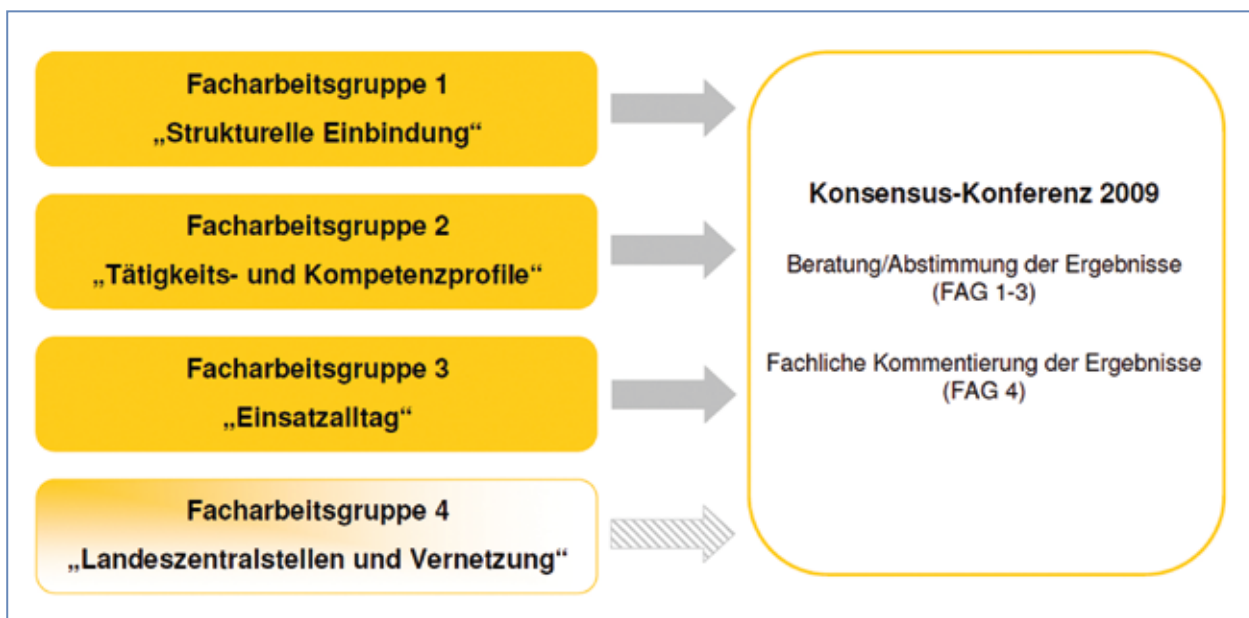 Facharbeitsgruppe 1
„Strukturelle Einbindung“
Facharbeitsgruppe 2
„Tätigkeits- und Kompetenzprofile“
Facharbeitsgruppe 3
„Einsatzalltag“
Facharbeitsgruppe 4
„Landeszentralstellen und Vernetzung“
Konsensus-Konferenz 2009
Beratung/Abstimmung der Ergebnisse
(FAG 1-3)
Fachliche Kommentierung der Ergebnisse
(FAG 4)